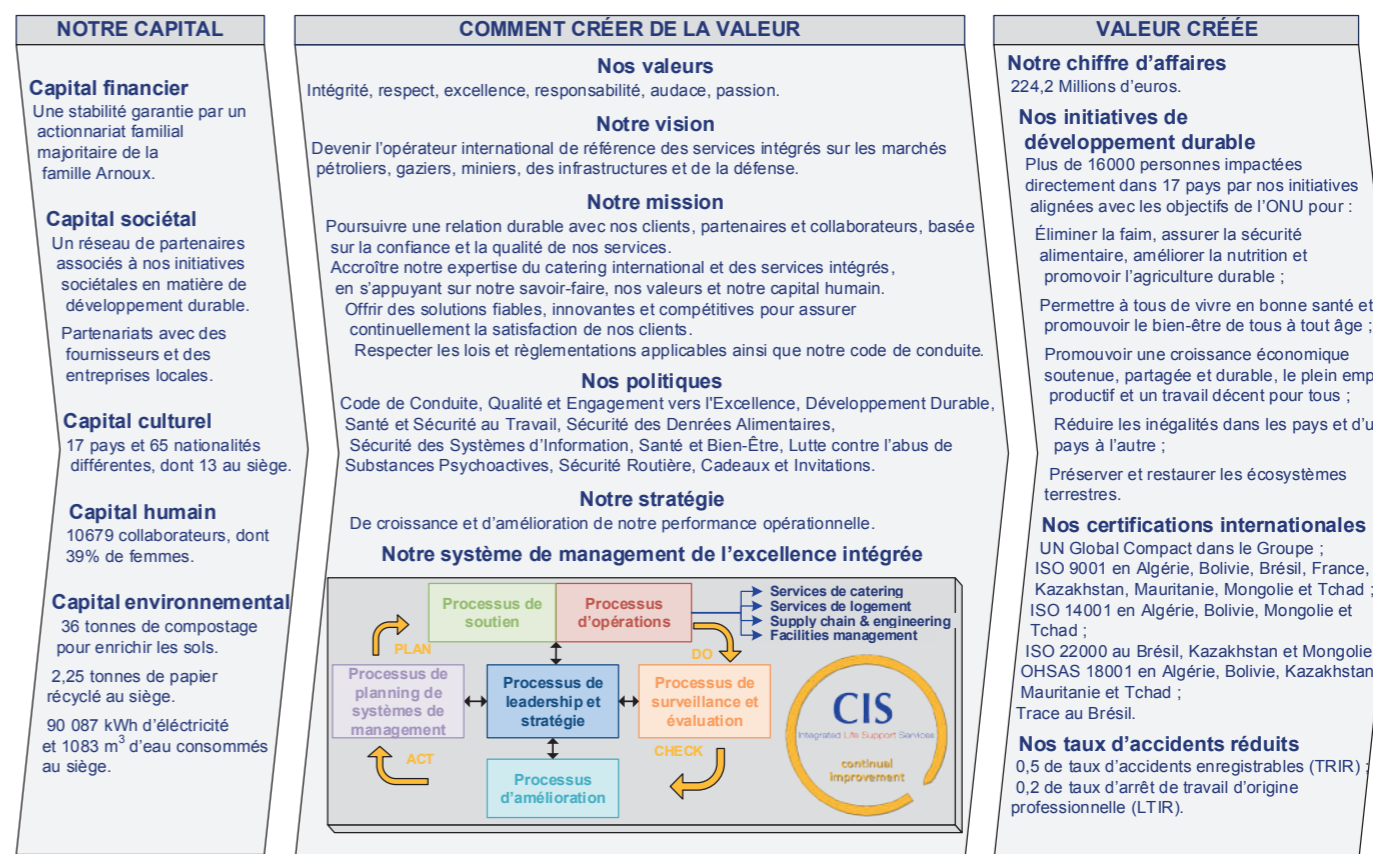 NOTRE CAPITAL
Capital financier
Une stabilité garantie par un
actionnariat familial
majoritaire de la
famille Arnoux.
Capital sociétal
Un réseau de partenaires
associés à nos initiatives
sociétales en matière de
développement durable.
Partenariats avec des
fournisseurs et des
entreprises locales.
Capital culturel
17 pays et 65 nationalités
différentes, dont 13 au siège.
Capital humain
10679 collaborateurs, dont
39% de femmes.
Capital environnemental
36 tonnes de compostage
pour enrichir les sols.
2,25 tonnes de papier
récyclé au siège.
90 087 kWh d'éléctricité
et 1083 m³ d'eau consommés
au siège.
COMMENT CRÉER DE LA VALEUR
Nos valeurs
Intégrité, respect, excellence, responsabilité, audace, passion.
Notre vision
Devenir l'opérateur international de référence des services intégrés sur les marchés
pétroliers, gaziers, miniers, des infrastructures et de la défense.
Notre mission
Poursuivre une relation durable avec nos clients, partenaires et collaborateurs, basée
sur la confiance et la qualité de nos services.
Accroître notre expertise du catering international et des services intégrés,
en s'appuyant sur notre savoir-faire, nos valeurs et notre capital humain.
Offrir des solutions fiables, innovantes et compétitives pour assurer
continuellement la satisfaction de nos clients.
Respecter les lois et règlementations applicables ainsi que notre code de conduite.
Nos politiques
Code de Conduite, Qualité et Engagement vers l'Excellence, Développement Durable,
Santé et Sécurité au Travail, Sécurité des Denrées Alimentaires,
Sécurité des Systèmes d'Information, Santé et Bien-Être, Lutte contre l'abus de
Substances Psychoactives, Sécurité Routière, Cadeaux et Invitations.
Notre stratégie
De croissance et d'amélioration de notre performance opérationnelle.
Notre système de management de l'excellence intégrée
Processus de
soutien
Processus
d'opérations
Services de catering
Services de logement
Supply chain & engineering
Facilities management
PLAN
DO
Processus de
planning de
systèmes de
management
Processus de
leadership et
stratégie
Processus de
surveillance et
évaluation
ACT
CHECK
Processus
d'amélioration
CIS
Integrated Life Support Services
continual
improvement
VALEUR CRÉÉE
Notre chiffre d'affaires
224,2 Millions d'euros.
Nos initiatives de
développement durable
Plus de 16000 personnes impactées
directement dans 17 pays par nos initiatives
alignées avec les objectifs de l'ONU pour :
Éliminer la faim, assurer la sécurité
alimentaire, améliorer la nutrition et
promovoir l'agriculture durable ;
Permettre à tous de vivre en bonne santé et
promouvoir le bien-être de tous à tout âge ;
Promouvoir une croissance économique
soutenue, partagée et durable, le plein emp
productif et un travail décent pour tous ;
Réduire les inégalités dans les pays et d'u
pays à l'autre ;
Préserver et restaurer les écosystèmes
terrestres.
Nos certifications internationales
UN Global Compact dans le Groupe ;
ISO 9001 en Algérie, Bolivie, Brésil, France,
Kazakhstan, Mauritanie, Mongolie et Tchad ;
ISO 14001 en Algérie, Bolivie, Mongolie et
Tchad ;
ISO 22000 au Brésil, Kazakhstan et Mongolie
OHSAS 18001 en Algérie, Bolivie, Kazakhstan
Mauritanie et Tchad ;
Trace au Brésil.
Nos taux d'accidents réduits
0,5 de taux d'accidents enregistrables (TRIR) ;
0,2 de taux d'arrêt de travail d'origine
professionnelle (LTIR).